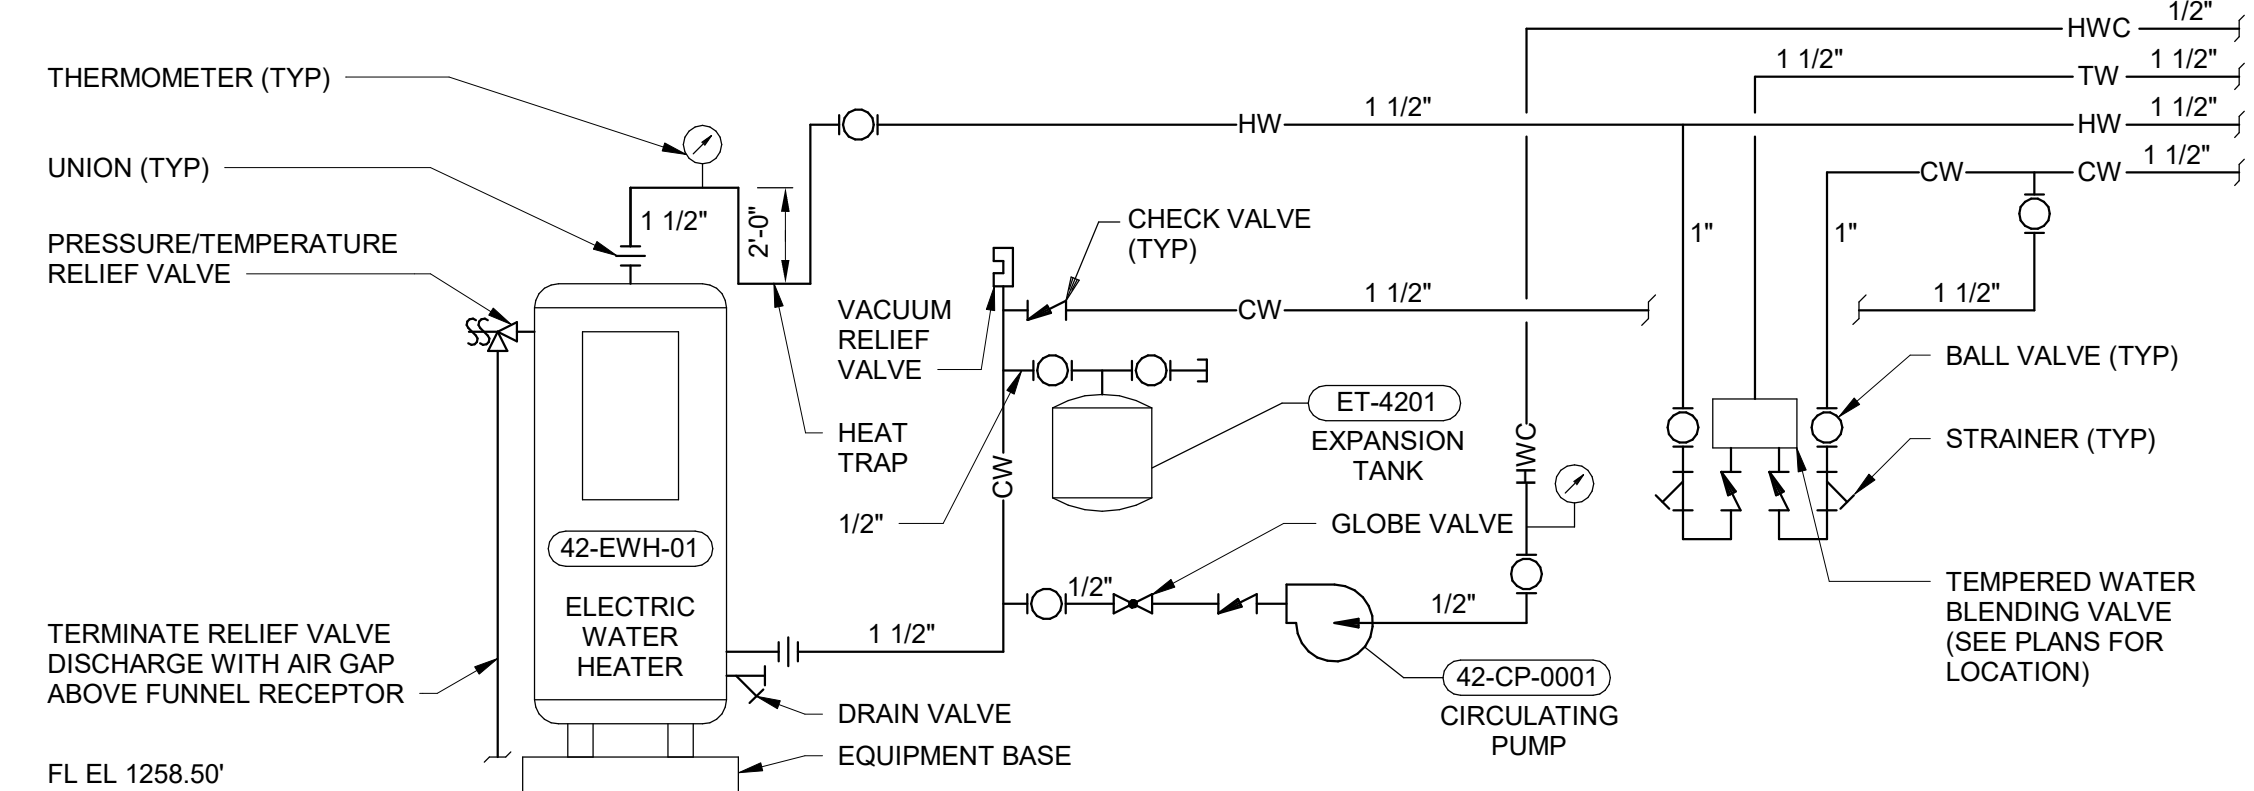 1/2"
HWC
1 1/2"
TW
1 1/2"
THERMOMETER (TYP)
1 1/2"
HW
1 1/2"
HW
UNION (TYP)
CW
CW
1 1/2"
1 1/2"
2'-0"
CHECK VALVE
(TYP)
1"
1"
PRESSURE/TEMPERATURE
RELIEF VALVE
VACUUM
RELIEF
VALVE
CW
1 1/2"
1 1/2"
BALL VALVE (TYP)
ET-4201
EXPANSION
TANK
HEAT
TRAP
STRAINER (TYP)
HWC
CW
1/2"
GLOBE VALVE
42-EWH-01
ELECTRIC
WATER
HEATER
1/2"
1/2"
1 1/2"
TEMPERED WATER
BLENDING VALVE
(SEE PLANS FOR
LOCATION)
TERMINATE RELIEF VALVE
DISCHARGE WITH AIR GAP
ABOVE FUNNEL RECEPTOR
42-CP-0001
CIRCULATING
PUMP
DRAIN VALVE
EQUIPMENT BASE
FL EL 1258.50'